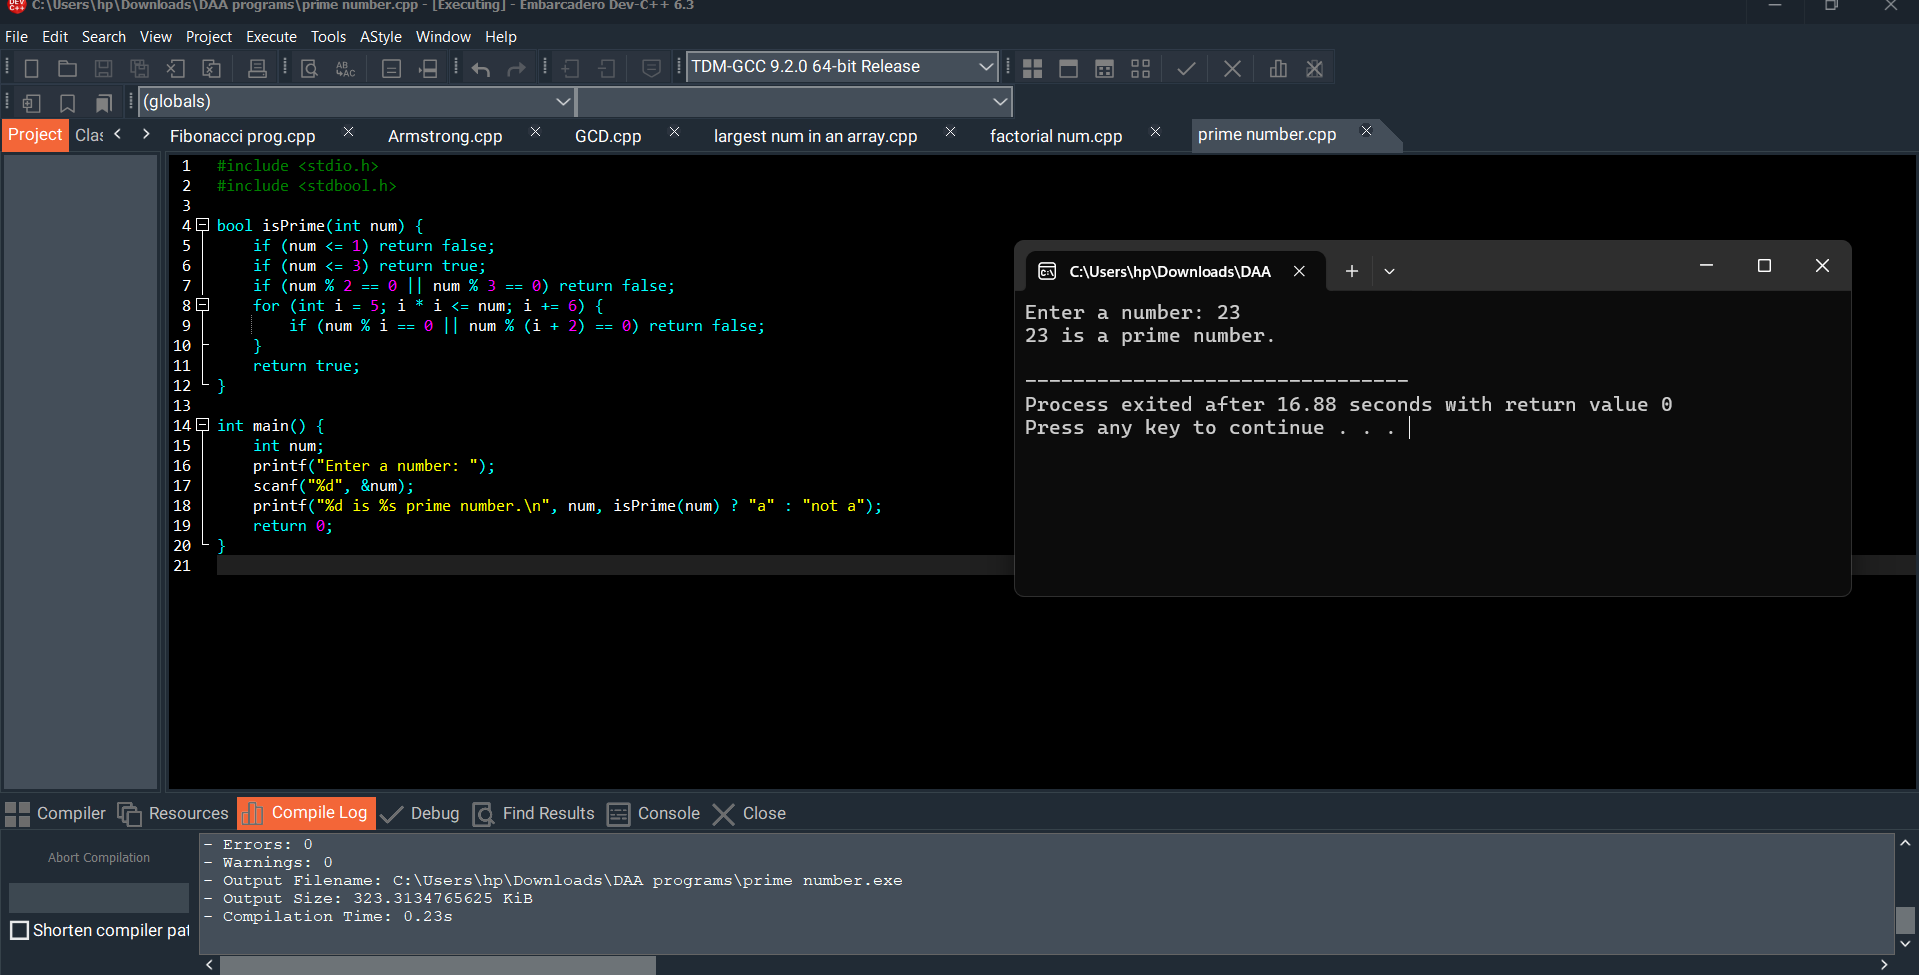 C:\Users\hp\Downloads\DAA programs\prime number.cpp - [Executing] - Embarcadero Dev-C++ 6.3
File Edit Search View Project Execute Tools AStyle Window Help
TDM-GCC 9.2.0 64-bit Release
(globals)
Project Clas Fibonacci prog.cpp Armstrong.cpp GCD.cpp largest num in an array.cpp factorial num.cpp prime number.cpp
1 #include <stdio.h>
2 #include <stdbool.h>
3
4 bool isPrime(int num) {
5 if (num <= 1) return false;
6 if (num <= 3) return true;
7 if (num % 2 == 0 || num % 3 == 0) return false;
8 for (int i = 5; i * i <= num; i += 6) {
9 if (num % i == 0 || num % (i + 2) == 0) return false;
10 }
11 return true;
12 }
13
14 int main() {
15 int num;
16 printf("Enter a number: ");
17 scanf("%d", &num);
18 printf("%d is %s prime number.\n", num, isPrime(num) ? "a" : "not a");
19 return 0;
20 }
21
C:\Users\hp\Downloads\DAA
Enter a number: 23
23 is a prime number.
--------------------------------
Process exited after 16.88 seconds with return value 0
Press any key to continue . . .
Compiler Resources Compile Log Debug Find Results Console Close
Abort Compilation
Shorten compiler pat
- Errors: 0
- Warnings: 0
- Output Filename: C:\Users\hp\Downloads\DAA programs\prime number.exe
- Output Size: 323.3134765625 KiB
- Compilation Time: 0.23s